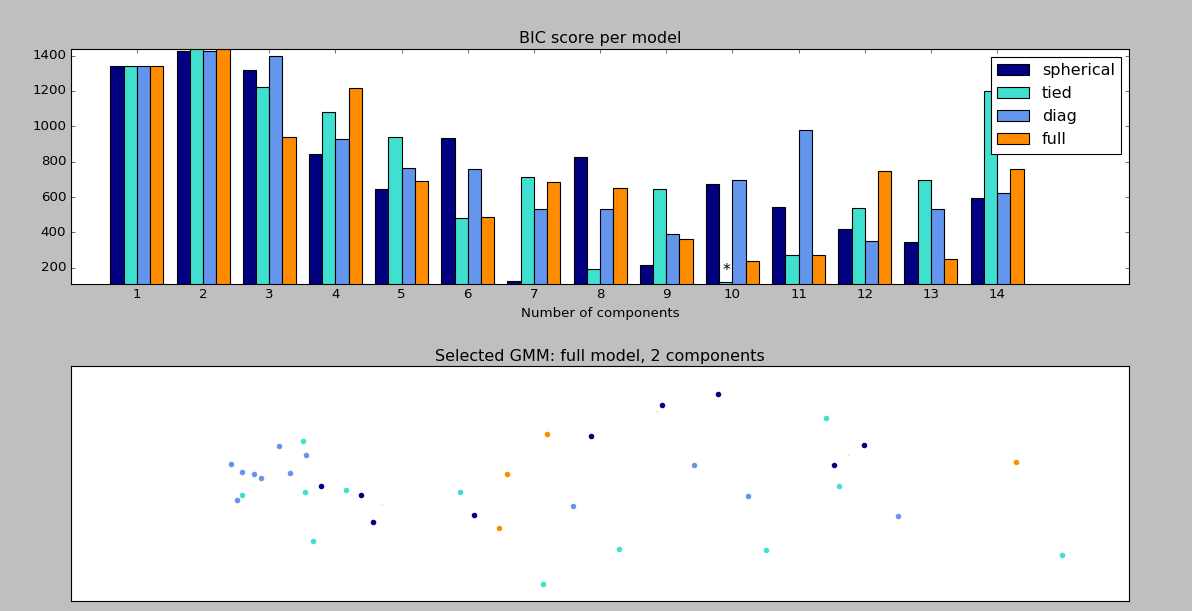 BIC score per model
1400
1200
1000
800
600
400
200
spherical
tied
diag
full
*
1 2 3 4 5 6 7 8 9 10 11 12 13 14
Number of components
Selected GMM: full model, 2 components